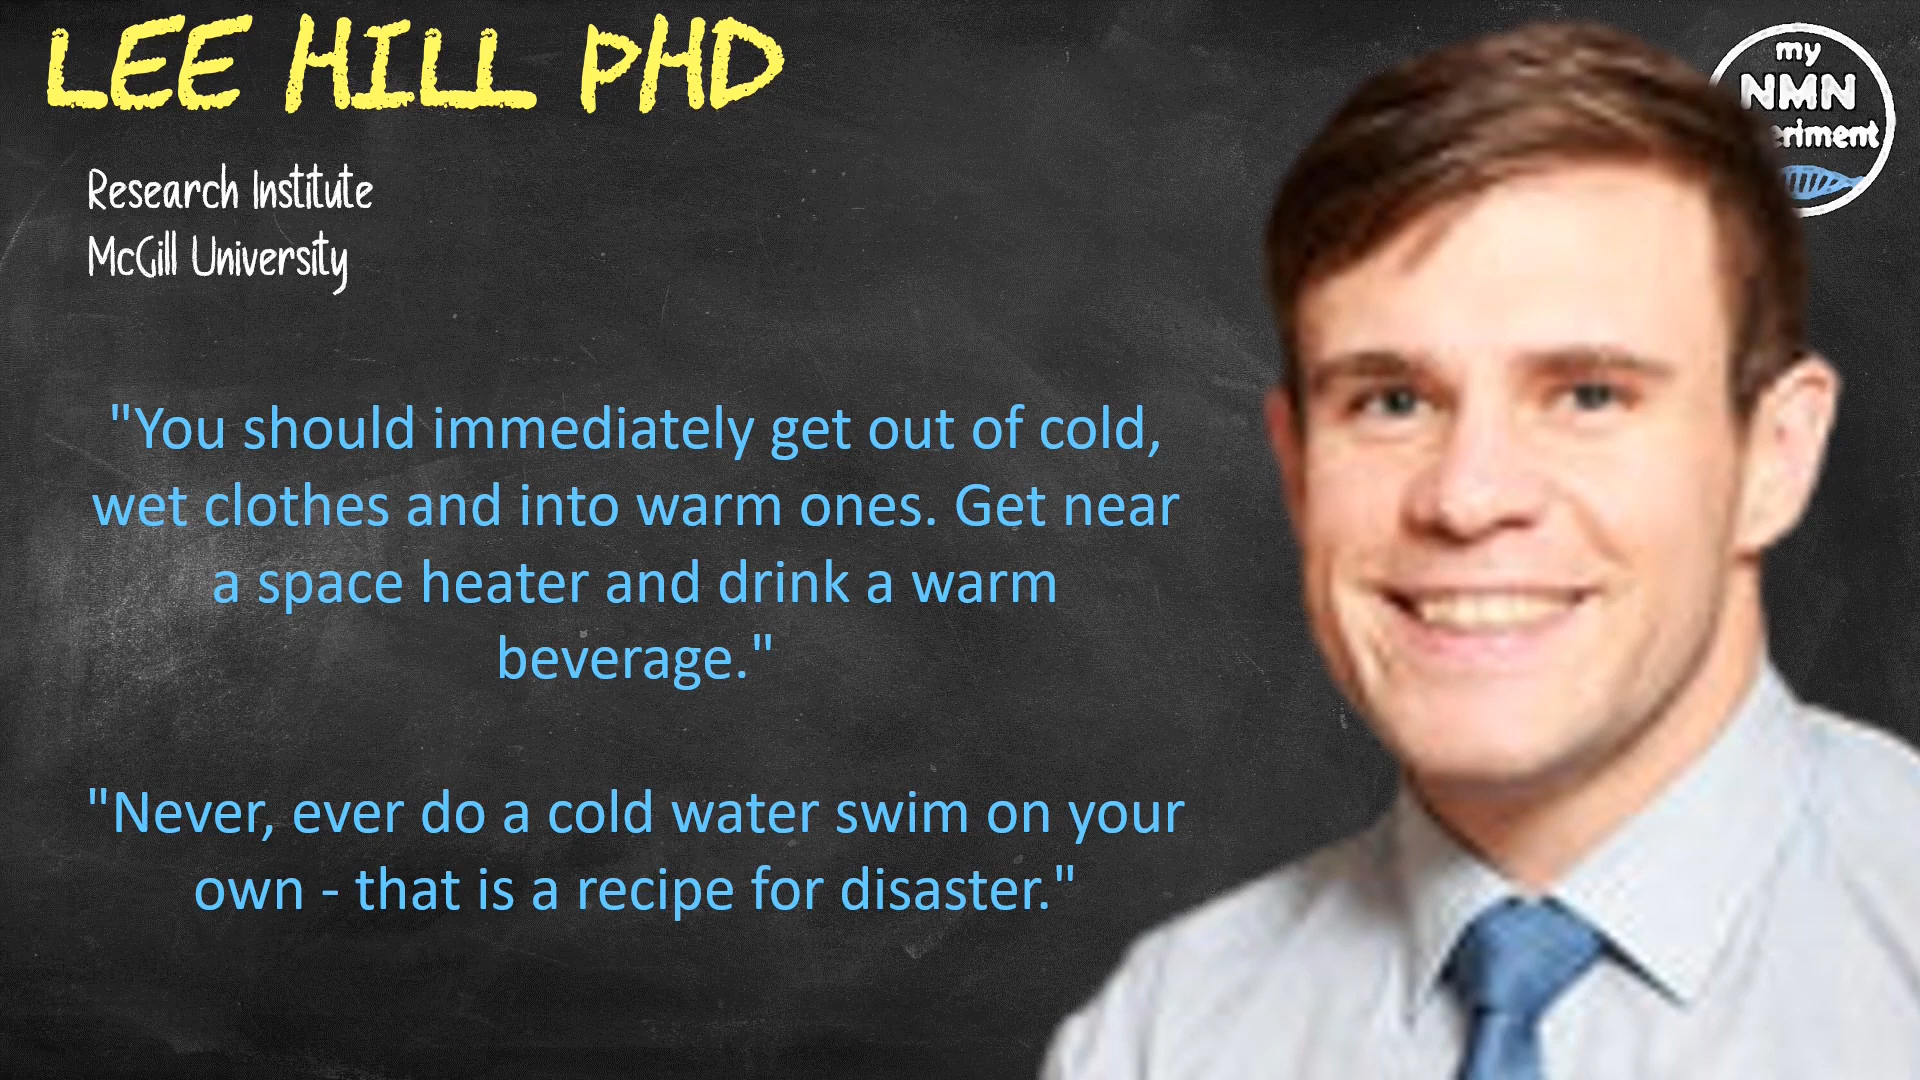 LEE HILL PHD
my
NMN
Research Institute
McGill University
"You should immediately get out of cold,
wet clothes and into warm ones. Get near
a space heater and drink a warm
beverage."
"Never, ever do a cold water swim on your
own - that is a recipe for disaster."